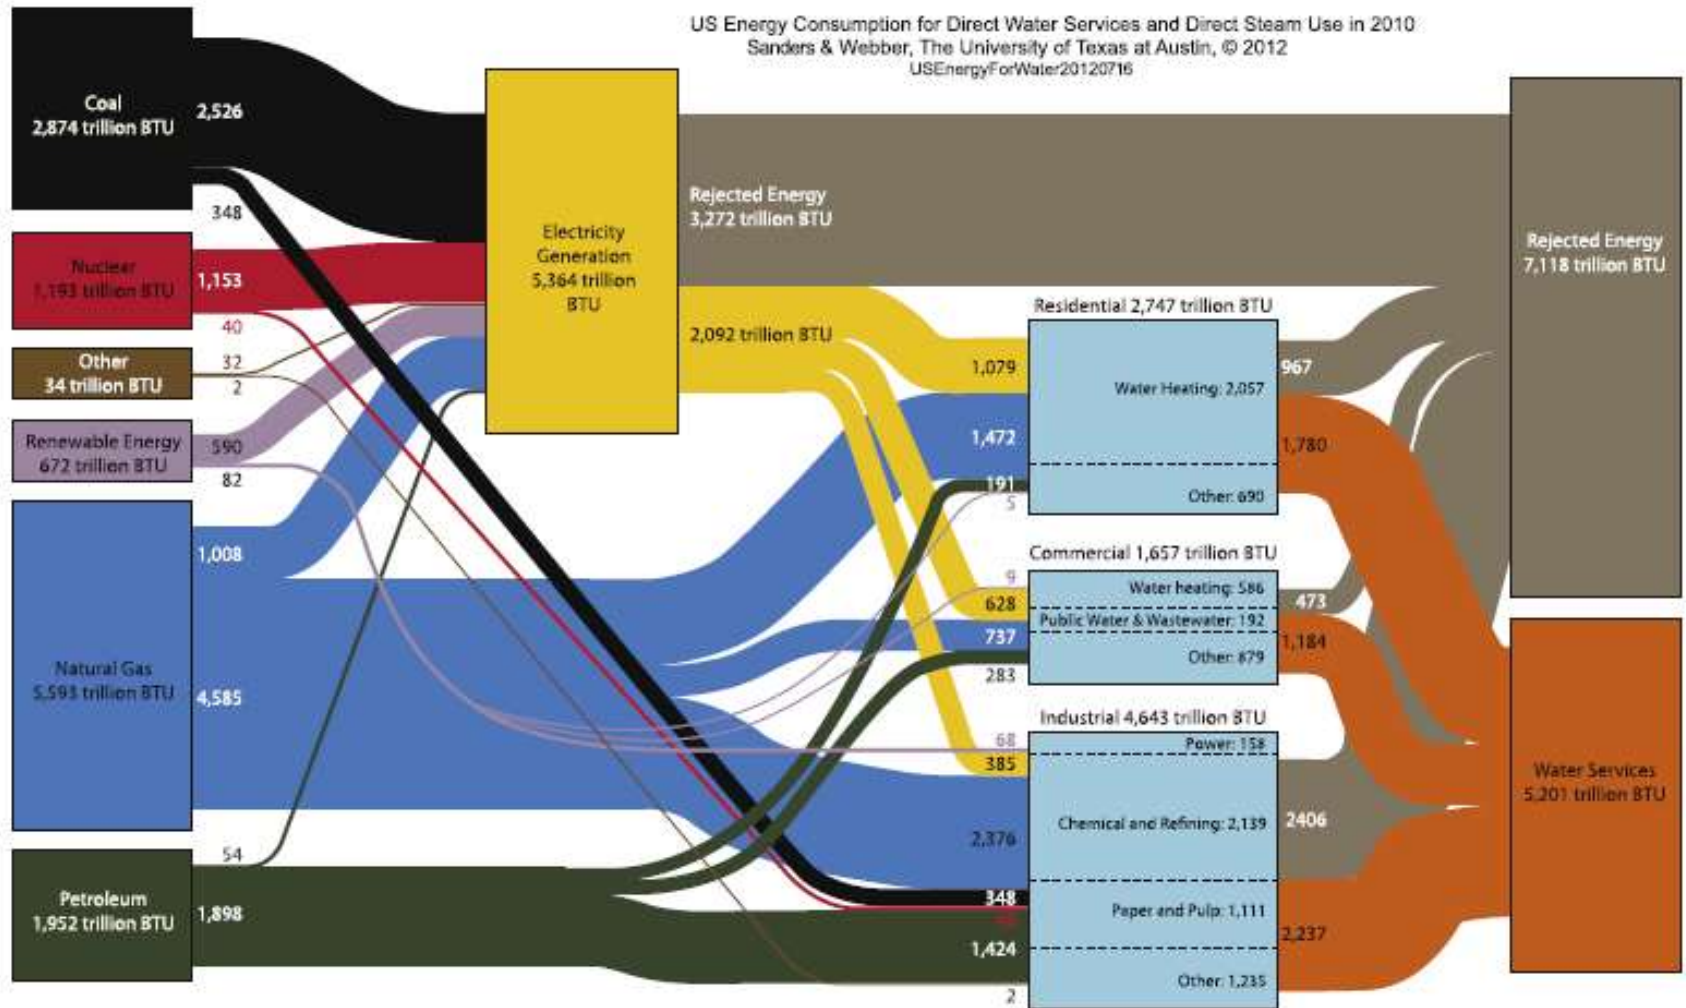 US Energy Consumption for Direct Water Services and Direct Steam Use in 2010
Sanders & Webber, The University of Texas at Austin, © 2012
USEnergyForWater20120716
Coal
2,874 trillion BTU
2,526
348
Nuclear
1,193 trillion BTU
1,153
40
Other
34 trillion BTU
32
2
Renewable Energy
672 trillion BTU
590
82
Natural Gas
5,593 trillion BTU
1,008
4,585
Petroleum
1,952 trillion BTU
54
1,898
Electricity
Generation
5,364 trillion
BTU
Rejected Energy
3,272 trillion BTU
2,092 trillion BTU
Residential 2,747 trillion BTU
1,079
1,472
191
5
Water Heating: 2,057
Other: 690
967
1,780
Commercial 1,657 trillion BTU
9
628
737
283
Water heating: 586
Public Water & Wastewater: 192
Other: 879
473
1,184
Industrial 4,643 trillion BTU
68
385
2,376
348
1,424
2
Power: 158
Chemical and Refining: 2,139
Paper and Pulp: 1,111
Other: 1,235
2406
2,237
Rejected Energy
7,118 trillion BTU
Water Services
5,201 trillion BTU